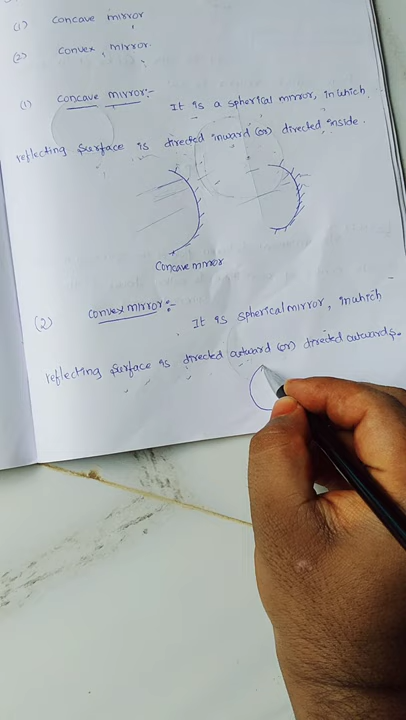 (1) concave mirror
(2) convex mirror.
(1) concave mirror:- It is a spherical mirror, in which
reflecting surface is directed inward (or) directed inside.
Concave mirror
(2) convex mirror:-
It is spherical mirror, in which
reflecting surface is directed outward (or) directed outwards.